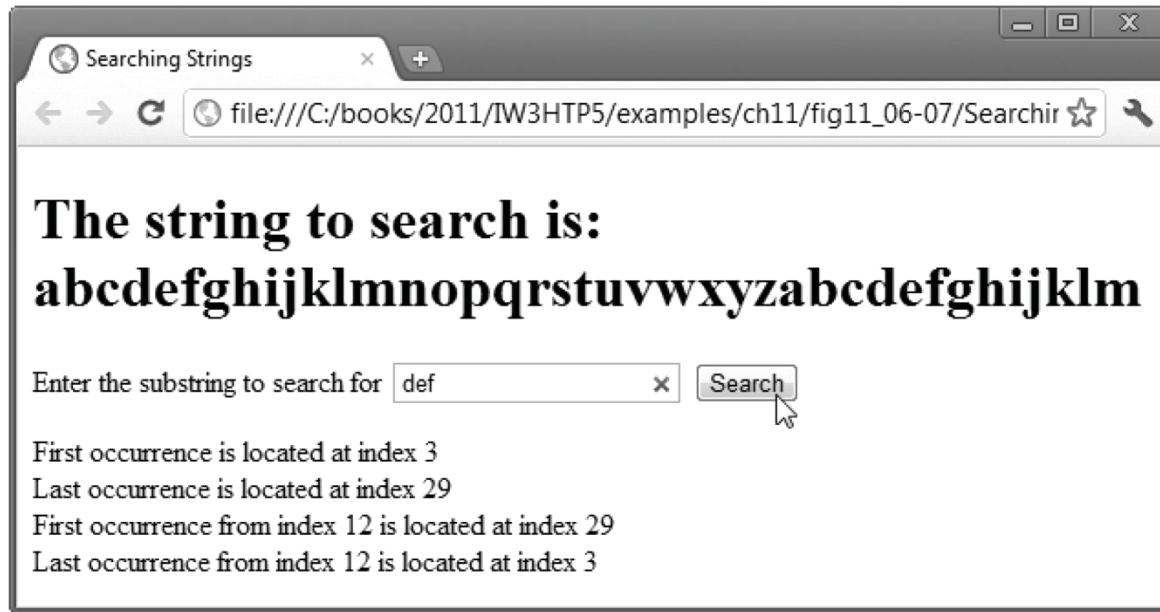 Searching Strings
file:///C:/books/2011/IW3HTP5/examples/ch11/fig11_06-07/Searchir
The string to search is:
abcdefghijklmnopqrstuvwxyzabcdefghijklm
Enter the substring to search for def Search
First occurrence is located at index 3
Last occurrence is located at index 29
First occurrence from index 12 is located at index 29
Last occurrence from index 12 is located at index 3